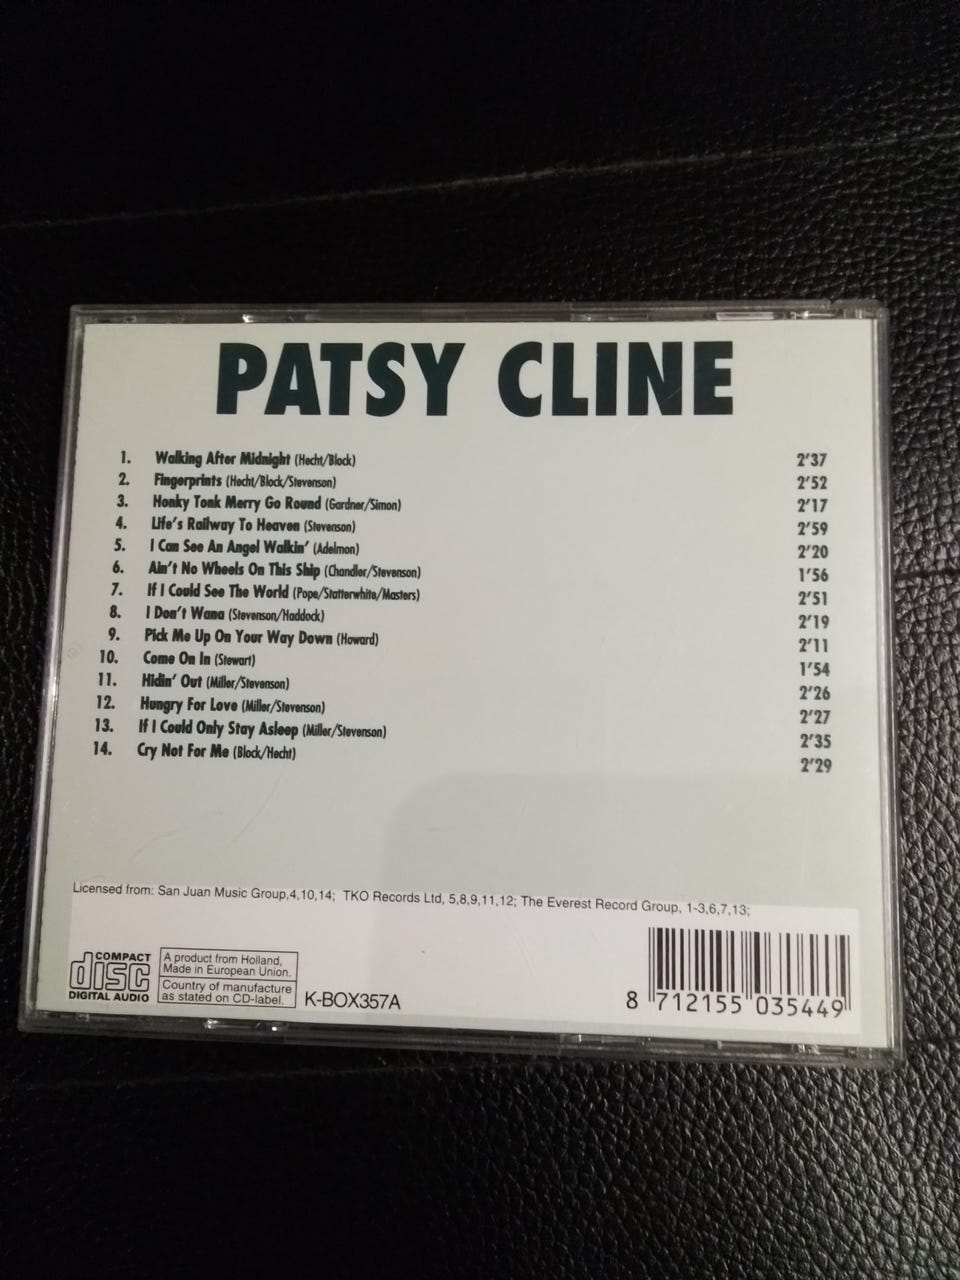 PATSY CLINE
1. Walking After Midnight (Hecht/Block) 2'37
2. Fingerprints (Hecht/Block/Stevenson) 2'52
3. Honky Tonk Merry Go Round (Gardner/Simon) 2'17
4. Life's Railway To Heaven (Stevenson) 2'59
5. I Can See An Angel Walkin' (Adelmon) 2'20
6. Ain't No Wheels On This Ship (Chandler/Stevenson) 1'56
7. If I Could See The World (Pope/Statterwhite/Masters) 2'51
8. I Don't Wana (Stevenson/Haddock) 2'19
9. Pick Me Up On Your Way Down (Howard) 2'11
10. Come On In (Stewart) 1'54
11. Hidin' Out (Miller/Stevenson) 2'26
12. Hungry For Love (Miller/Stevenson) 2'27
13. If I Could Only Stay Asleep (Miller/Stevenson) 2'35
14. Cry Not For Me (Block/Hecht) 2'29
Licensed from: San Juan Music Group,4,10,14; TKO Records Ltd, 5,8,9,11,12; The Everest Record Group, 1-3,6,7,13;
COMPACT
disc
DIGITAL AUDIO
A product from Holland,
Made in European Union.
Country of manufacture
as stated on CD-label.
K-BOX357A
8 712155 035449